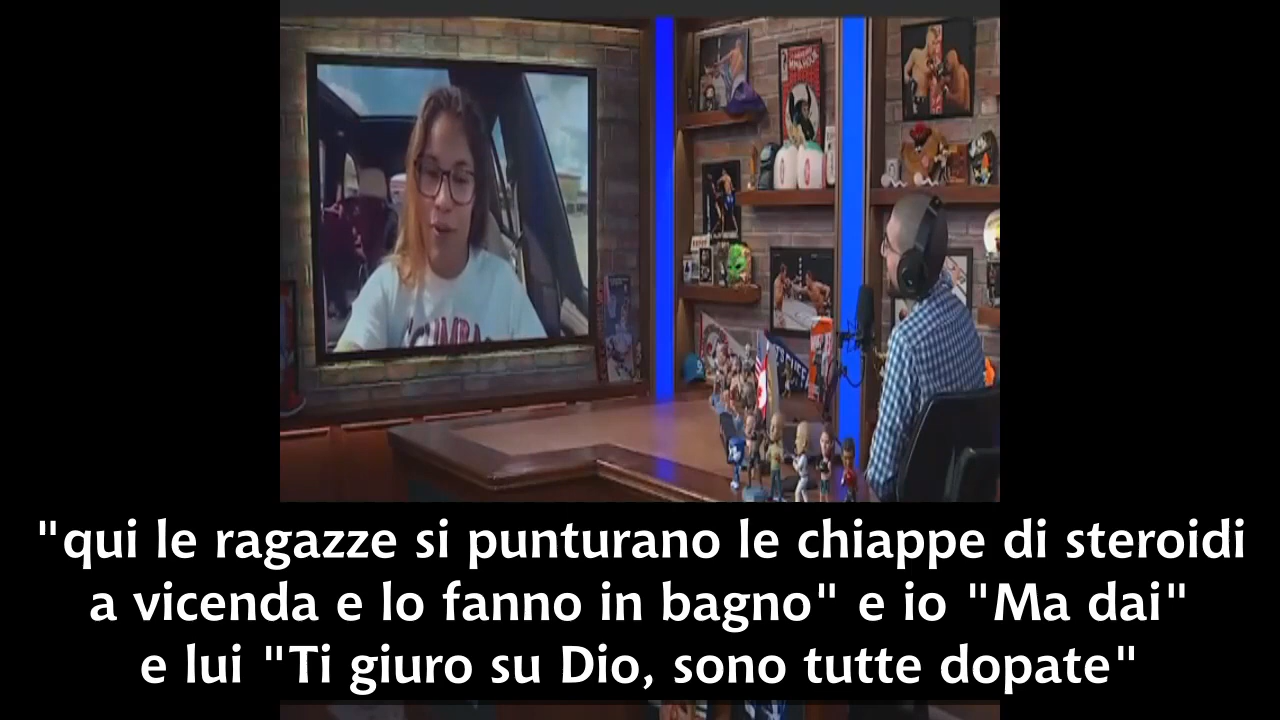 "qui le ragazze si punturano le chiappe di steroidi
a vicenda e lo fanno in bagno" e io "Ma dai"
e lui "Ti giuro su Dio, sono tutte dopate"